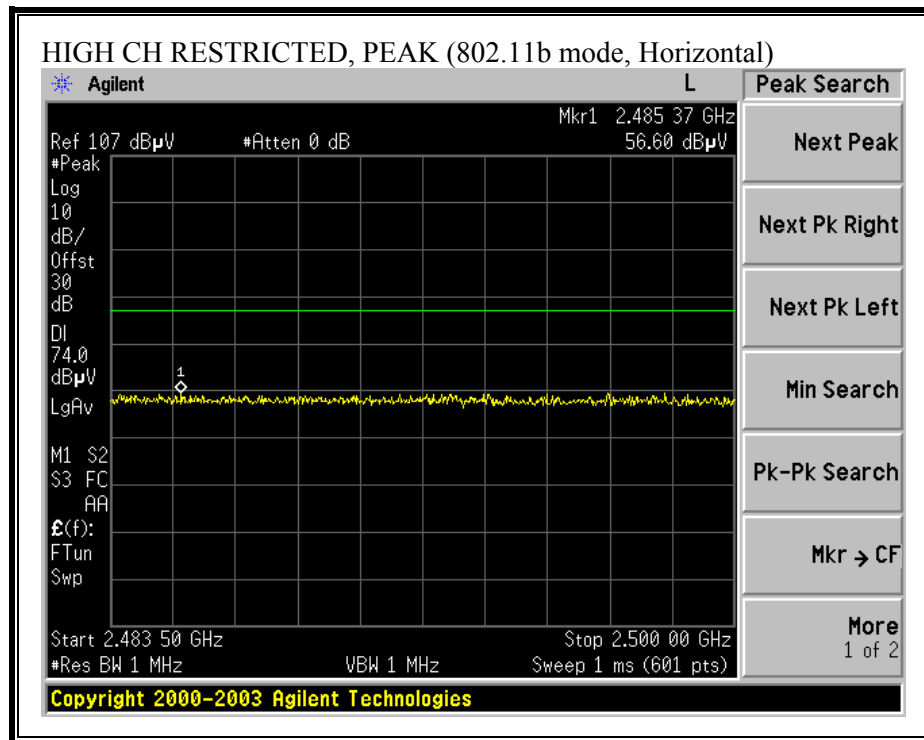 HIGH CH RESTRICTED, PEAK (802.11b mode, Horizontal)
Agilent L Peak Search
Mkr1 2.485 37 GHz
Ref 107 dBµV #Atten 0 dB 56.60 dBµV
#Peak
Log
10
dB/
Offst
30
dB
DI
74.0
dBµV
LgAv
1
M1 S2
S3 FC
AA
£(f):
FTun
Swp
Start 2.483 50 GHz Stop 2.500 00 GHz
#Res BW 1 MHz VBW 1 MHz Sweep 1 ms (601 pts)
Next Peak
Next Pk Right
Next Pk Left
Min Search
Pk-Pk Search
Mkr → CF
More
1 of 2
Copyright 2000-2003 Agilent Technologies